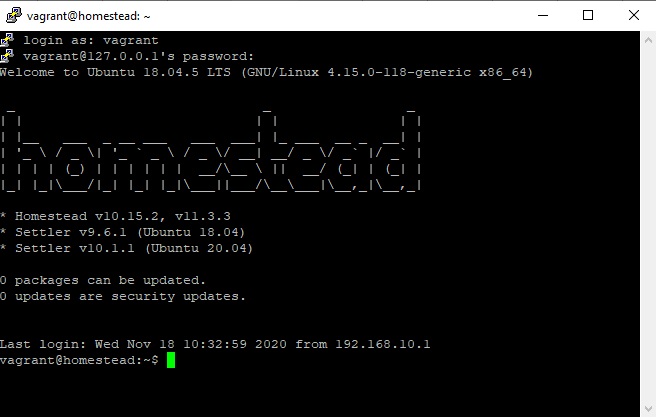 vagrant@homestead: ~
login as: vagrant
vagrant@127.0.0.1's password:
Welcome to Ubuntu 18.04.5 LTS (GNU/Linux 4.15.0-118-generic x86_64)
homestead
* Homestead v10.15.2, v11.3.3
* Settler v9.6.1 (Ubuntu 18.04)
* Settler v10.1.1 (Ubuntu 20.04)
0 packages can be updated.
0 updates are security updates.
Last login: Wed Nov 18 10:32:59 2020 from 192.168.10.1
vagrant@homestead:~$